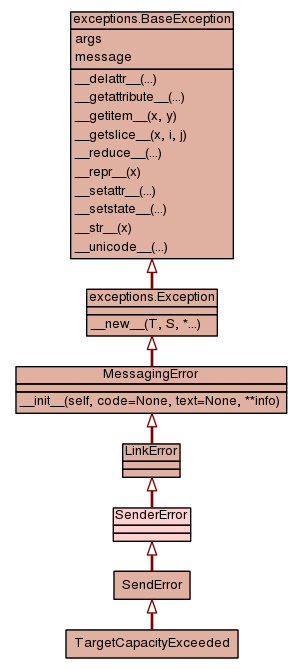 exceptions.BaseException
args
message
__delattr__(...)
__getattribute__(...)
__getitem__(x, y)
__getslice__(x, i, j)
__reduce__(...)
__repr__(x)
__setattr__(...)
__setstate__(...)
__str__(x)
__unicode__(...)
exceptions.Exception
__new__(T, S, *...)
MessagingError
__init__(self, code=None, text=None, **info)
LinkError
SenderError
SendError
TargetCapacityExceeded